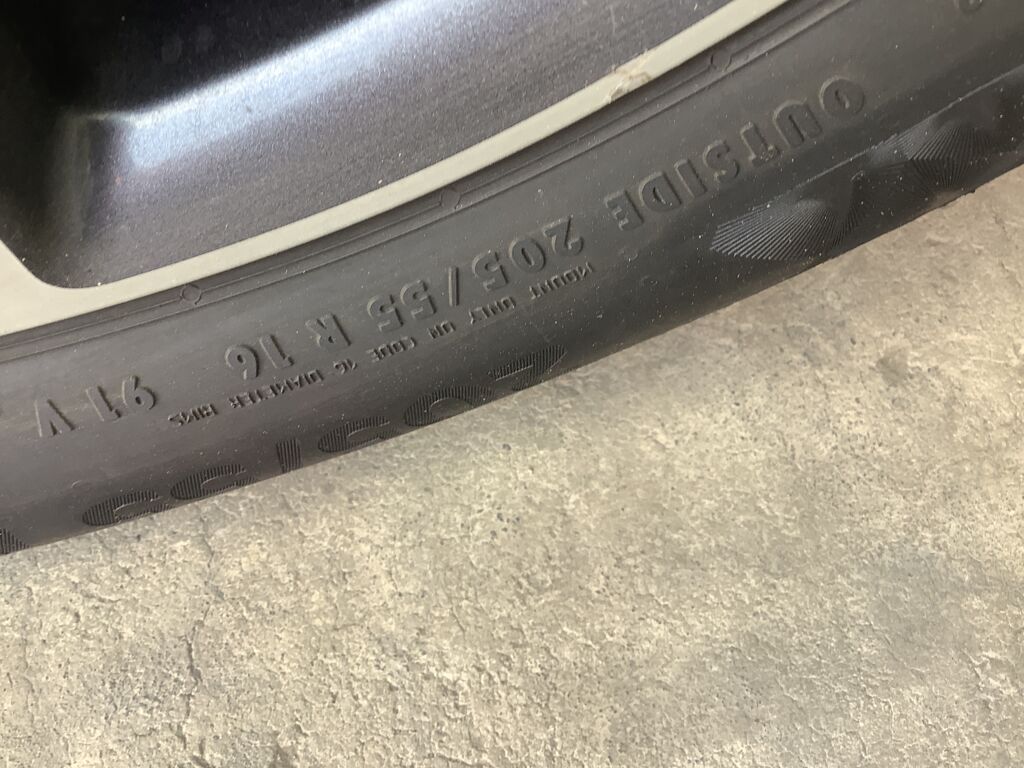 OUTSIDE 205/55 R 16 91 V
MOUNT ONLY ON CODE 16 DIAMETER RIMS